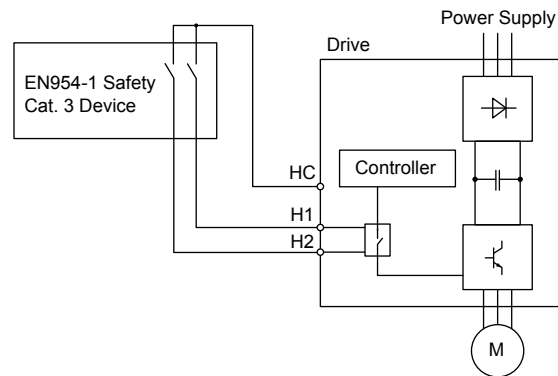 Power Supply
Drive
EN954-1 Safety
Cat. 3 Device
Controller
HC
H1
H2
M